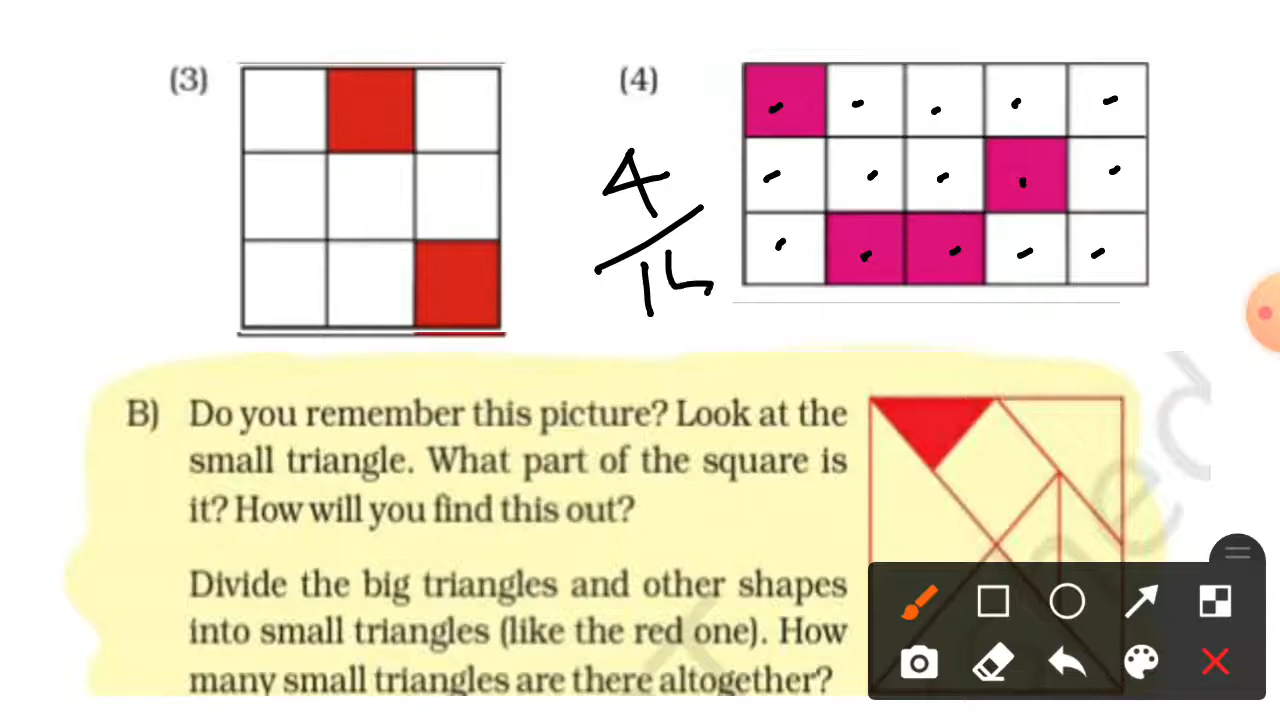 (3)
(4)
4
15
B) Do you remember this picture? Look at the
small triangle. What part of the square is
it? How will you find this out?
Divide the big triangles and other shapes
into small triangles (like the red one). How
many small triangles are there altogether?